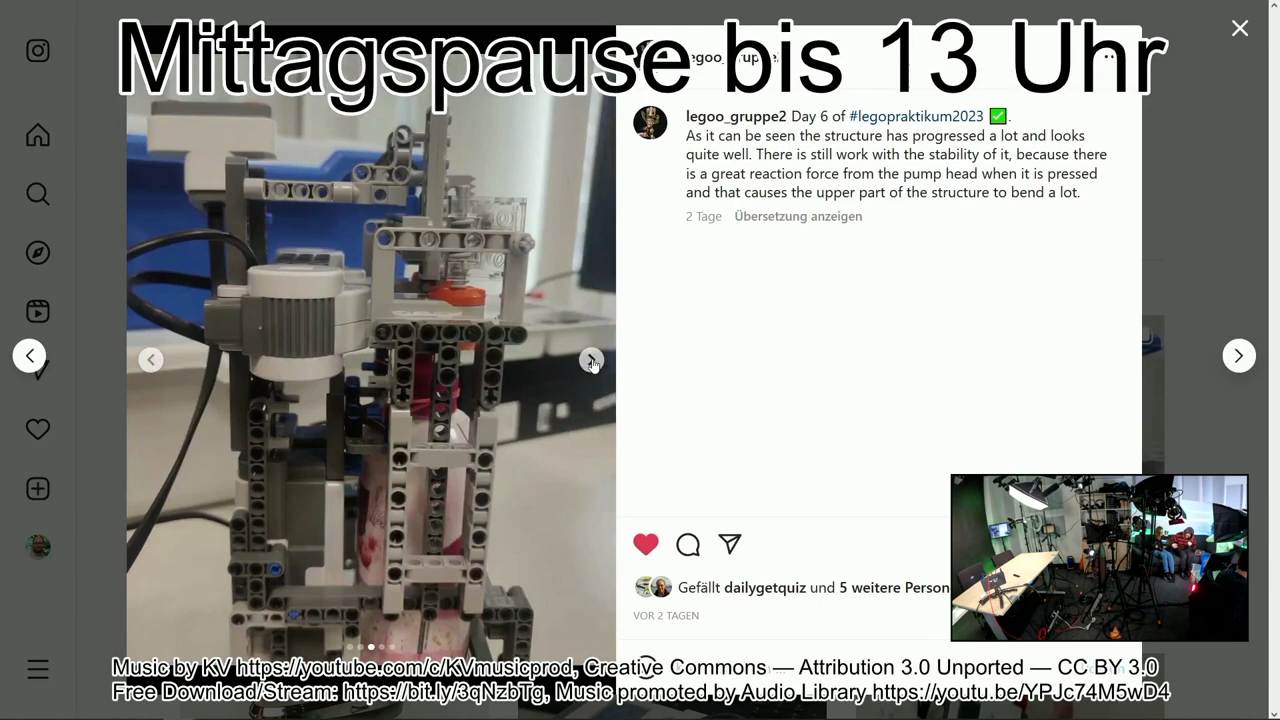 Mittagspause bis 13 Uhr
legoo_gruppe2 Day 6 of #legopraktikum2023 ✅.
As it can be seen the structure has progressed a lot and looks
quite well. There is still work with the stability of it, because there
is a great reaction force from the pump head when it is pressed
and that causes the upper part of the structure to bend a lot.
2 Tage Übersetzung anzeigen
Gefällt dailygetquiz und 5 weitere Person
VOR 2 TAGEN
Music by KV https://youtube.com/c/KVmusicprod, Creative Commons — Attribution 3.0 Unported — CC BY 3.0
Free Download/Stream: https://bit.ly/3qNzbTg, Music promoted by Audio Library https://youtu.be/YPJc74M5wD4